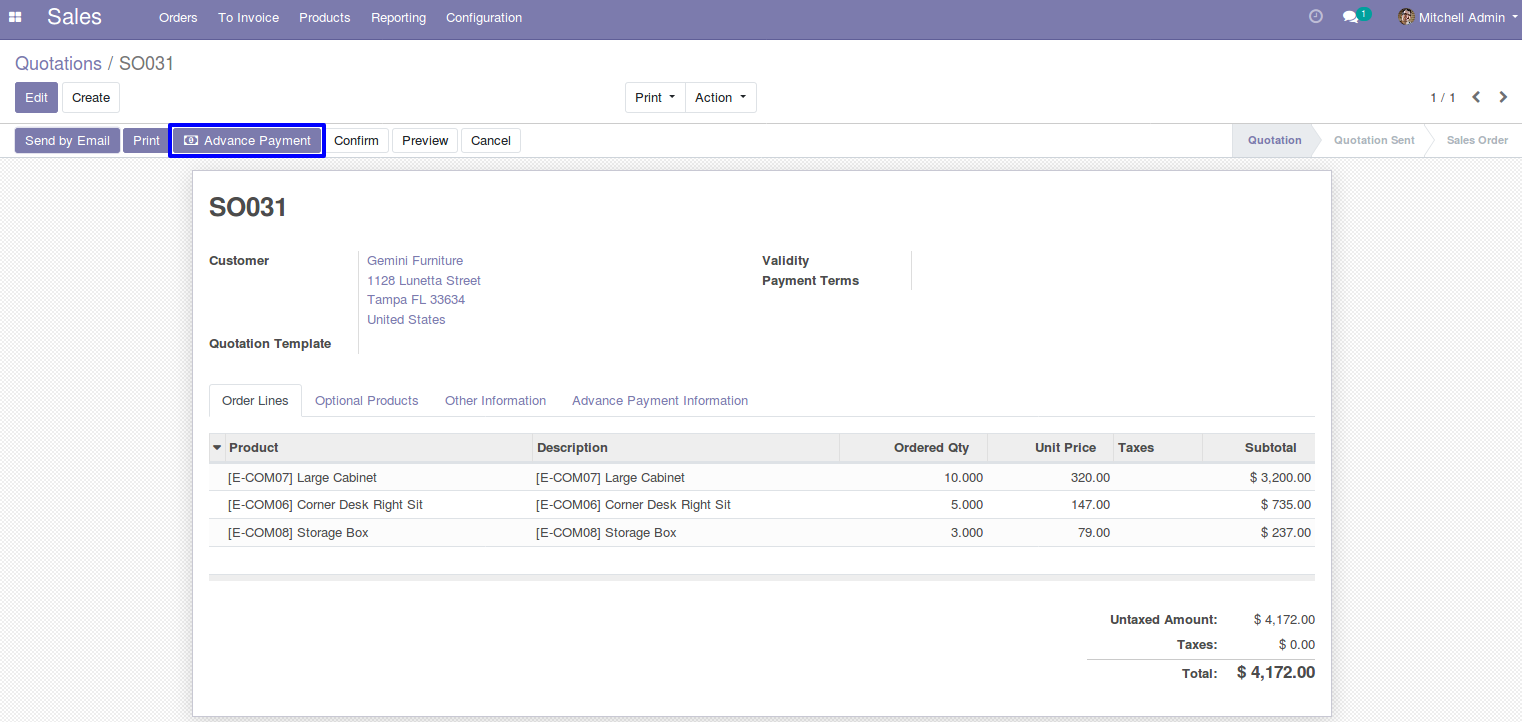 Sales Orders To Invoice Products Reporting Configuration 1 Mitchell Admin
Quotations / SO031
Edit Create Print Action 1 / 1
Send by Email Print Advance Payment Confirm Preview Cancel Quotation Quotation Sent Sales Order
SO031
Customer Gemini Furniture Validity
1128 Lunetta Street Payment Terms
Tampa FL 33634
United States
Quotation Template
Order Lines Optional Products Other Information Advance Payment Information
Product Description Ordered Qty Unit Price Taxes Subtotal
[E-COM07] Large Cabinet [E-COM07] Large Cabinet 10.000 320.00 $ 3,200.00
[E-COM06] Corner Desk Right Sit [E-COM06] Corner Desk Right Sit 5.000 147.00 $ 735.00
[E-COM08] Storage Box [E-COM08] Storage Box 3.000 79.00 $ 237.00
Untaxed Amount: $ 4,172.00
Taxes: $ 0.00
Total: $ 4,172.00